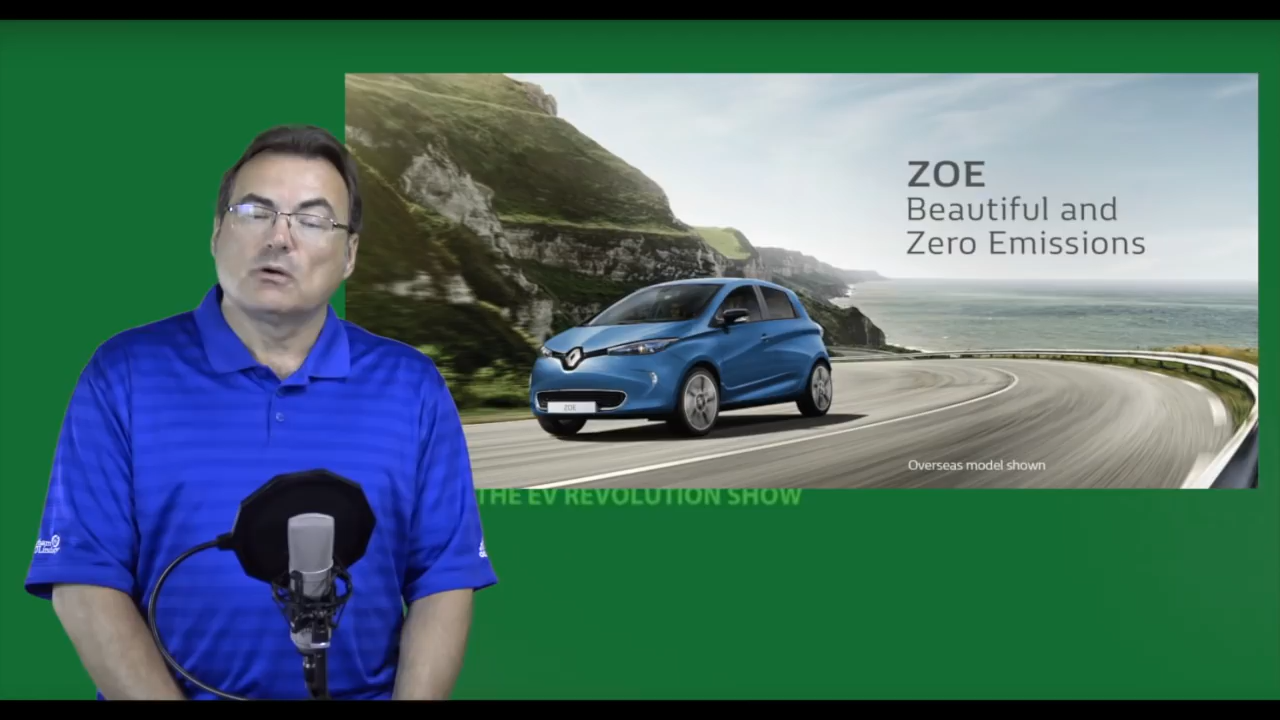 ZOE
Beautiful and
Zero Emissions
ZOE
Overseas model shown
THE EV REVOLUTION SHOW